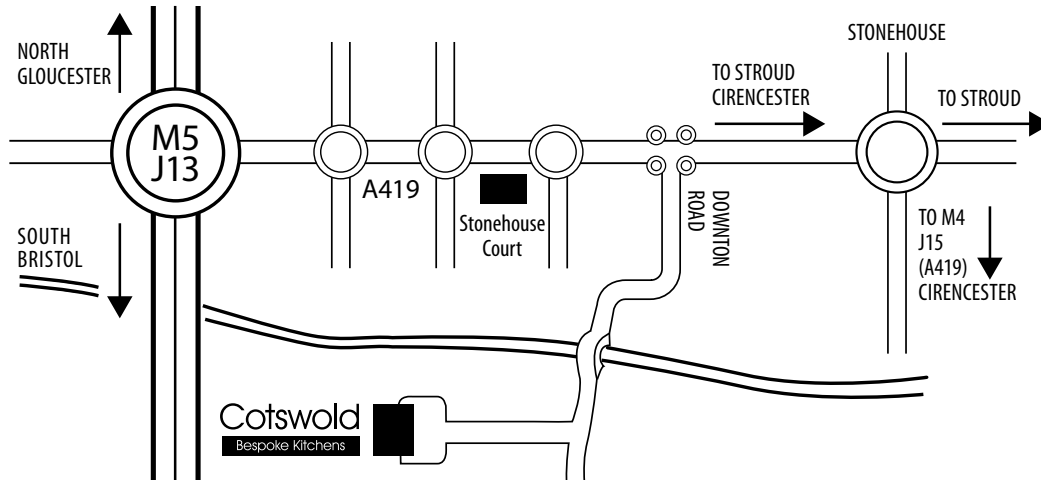 NORTH
GLOUCESTER
M5
J13
SOUTH
BRISTOL
A419
Stonehouse
Court
DOWNTON
ROAD
TO STROUD
CIRENCESTER
STONEHOUSE
TO STROUD
TO M4
J15
(A419)
CIRENCESTER
Cotswold
Bespoke Kitchens